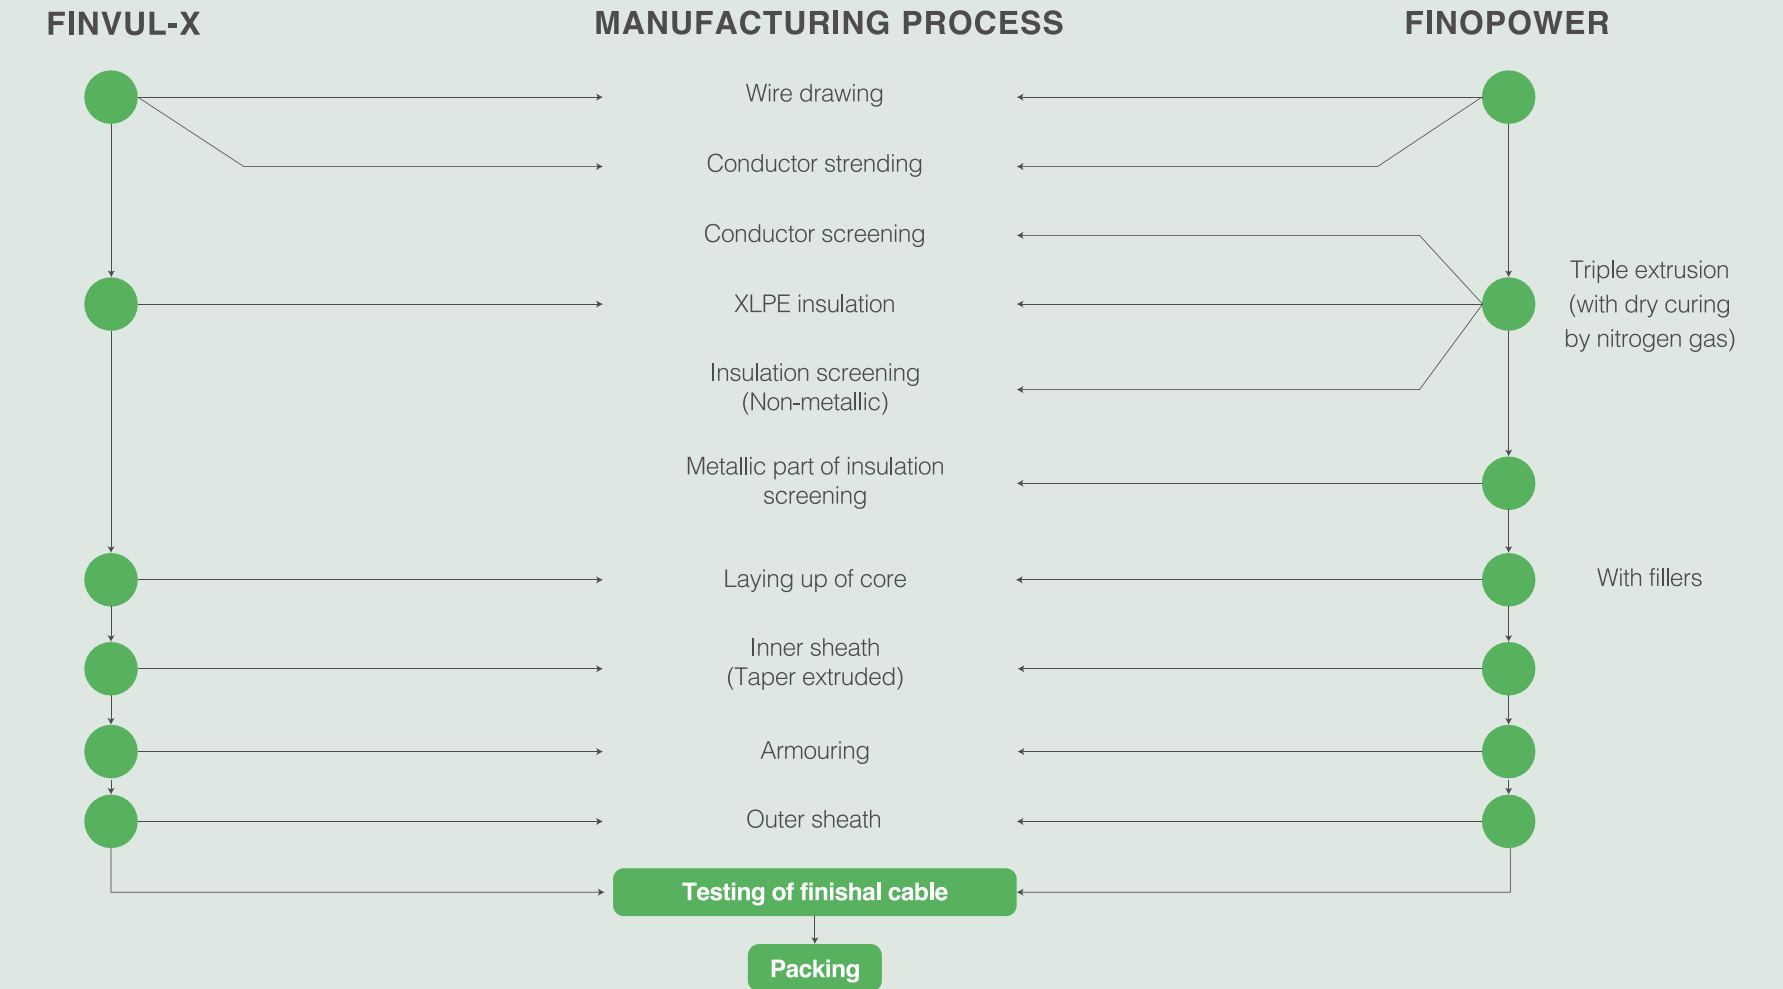 FINVUL-X
MANUFACTURING PROCESS
FINOPOWER
Wire drawing
Conductor strending
Conductor screening
XLPE insulation
Triple extrusion
(with dry curing
by nitrogen gas)
Insulation screening
(Non-metallic)
Metallic part of insulation
screening
Laying up of core
With fillers
Inner sheath
(Taper extruded)
Armouring
Outer sheath
Testing of finishal cable
Packing